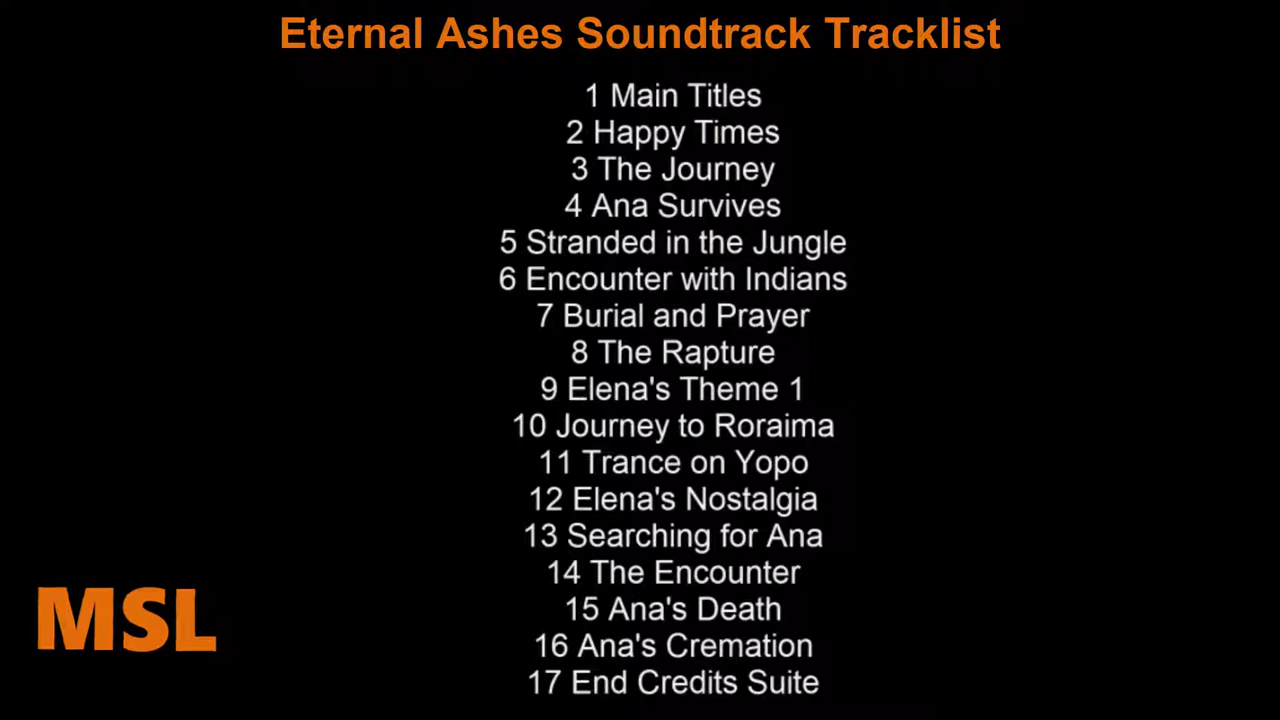 Eternal Ashes Soundtrack Tracklist
1 Main Titles
2 Happy Times
3 The Journey
4 Ana Survives
5 Stranded in the Jungle
6 Encounter with Indians
7 Burial and Prayer
8 The Rapture
9 Elena's Theme 1
10 Journey to Roraima
11 Trance on Yopo
12 Elena's Nostalgia
13 Searching for Ana
14 The Encounter
15 Ana's Death
16 Ana's Cremation
17 End Credits Suite
MSL